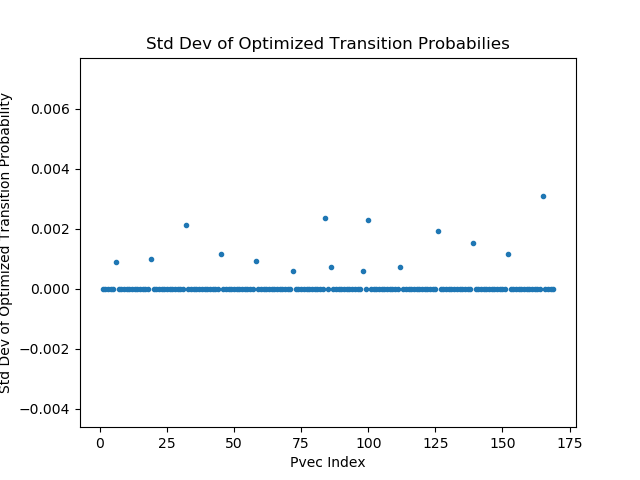 Std Dev of Optimized Transition Probabilies
Std Dev of Optimized Transition Probability
0.006
0.004
0.002
0.000
−0.002
−0.004
0 25 50 75 100 125 150 175
Pvec Index